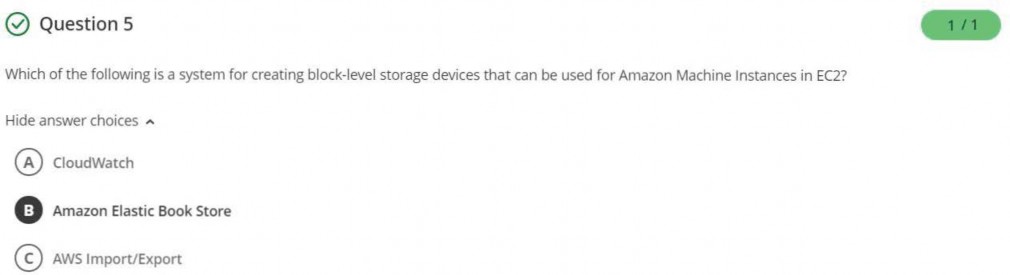 Question 5
1 / 1
Which of the following is a system for creating block-level storage devices that can be used for Amazon Machine Instances in EC2?
Hide answer choices
A CloudWatch
B Amazon Elastic Book Store
C AWS Import/Export